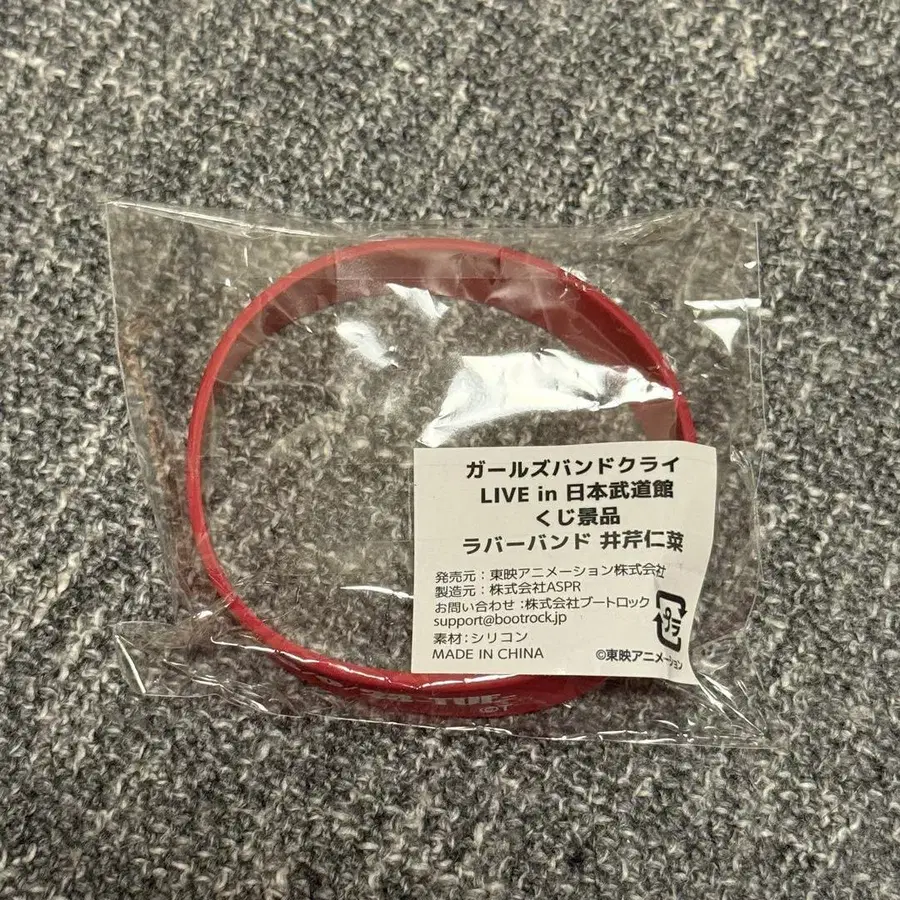 ガールズバンドクライ
LIVE in 日本武道館
くじ景品
ラバーバンド 井芹仁菜
発売元：東映アニメーション株式会社
製造元：株式会社ASPR
お問い合わせ：株式会社ブートロック
support@bootrock.jp
素材：シリコン
MADE IN CHINA
プラ
©東映アニメーション